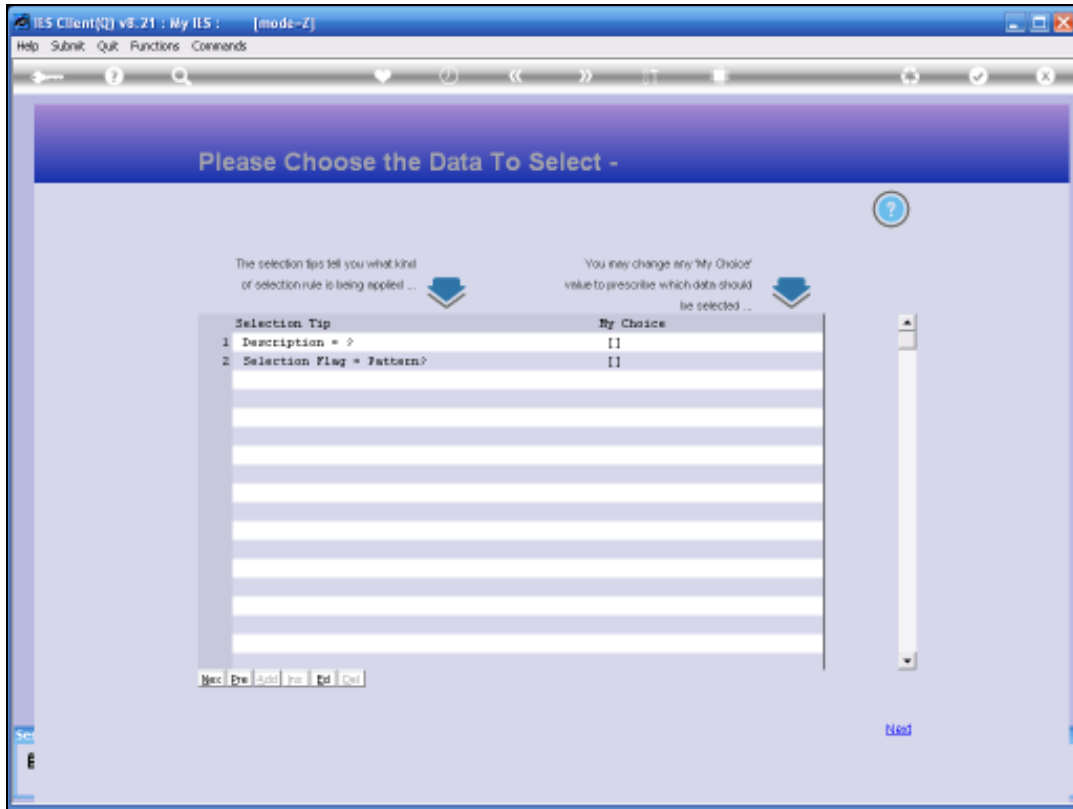 IES Client(Q) v8.21 : My IES : [mode-Z]
Help Submit Quit Functions Commands
Please Choose the Data To Select -
The selection tips tell you what kind
of selection rule is being applied ...
You may change any 'My Choice'
value to prescribe which data should
be selected ...
Selection Tip My Choice
1 Description = ? []
2 Selection Flag = Pattern? []
Nex Pre Add Ins Ed Del
Next